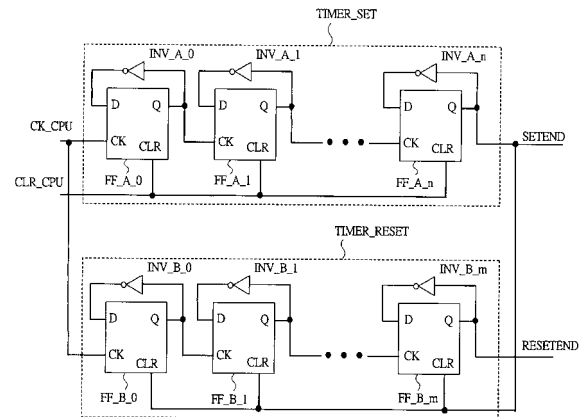 TIMER_SET
INV_A_0 INV_A_1 INV_A_n
D Q D Q D Q
CK_CPU
CK CLR CK CLR CK CLR
SETEND
FF_A_0 FF_A_1 FF_A_n
CLR_CPU
TIMER_RESET
INV_B_0 INV_B_1 INV_B_m
D Q D Q D Q
CK CLR CK CLR CK CLR
RESETEND
FF_B_0 FF_B_1 FF_B_m